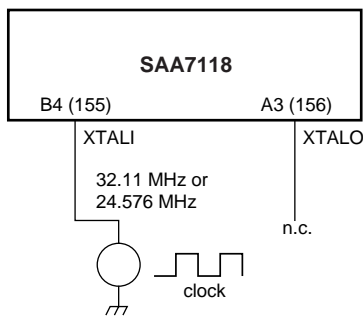 SAA7118
B4 (155) A3 (156)
XTALI XTALO
32.11 MHz or
24.576 MHz
n.c.
clock